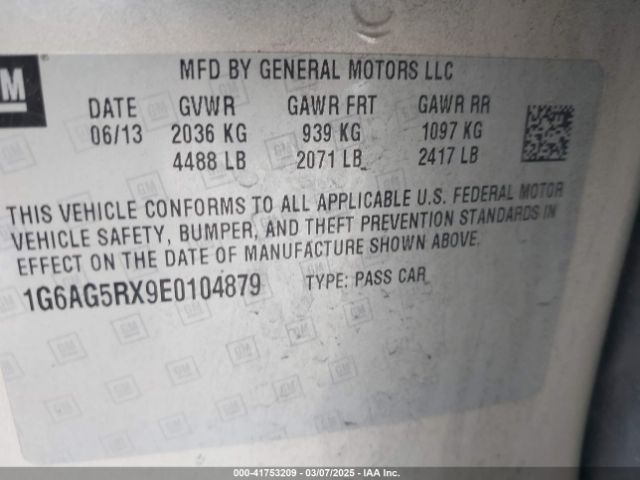 MFD BY GENERAL MOTORS LLC
DATE GVWR GAWR FRT GAWR RR
06/13 2036 KG 939 KG 1097 KG
4488 LB 2071 LB 2417 LB
THIS VEHICLE CONFORMS TO ALL APPLICABLE U.S. FEDERAL MOTOR
VEHICLE SAFETY, BUMPER, AND THEFT PREVENTION STANDARDS IN
EFFECT ON THE DATE OF MANUFACTURE SHOWN ABOVE.
1G6AG5RX9E0104879 TYPE: PASS CAR
000-41753209 - 03/07/2025 - IAA Inc.